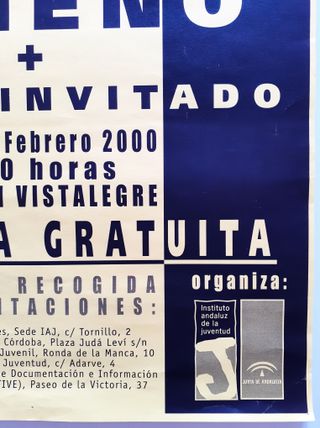 ENO
+
INVITADO
Febrero 2000
0 horas
VISTALEGRE
A GRATUITA
RECOGIDA
organiza:
ITACIONES:
Instituto
andaluz
de la
juventud
J
JUNTA DE ANDALUCIA
es, Sede IAJ, c/ Tornillo, 2
Córdoba, Plaza Judá Leví s/n
Juvenil, Ronda de la Manca, 10
Juventud, c/ Adarve, 4
e Documentación e Información
TIVE), Paseo de la Victoria, 37